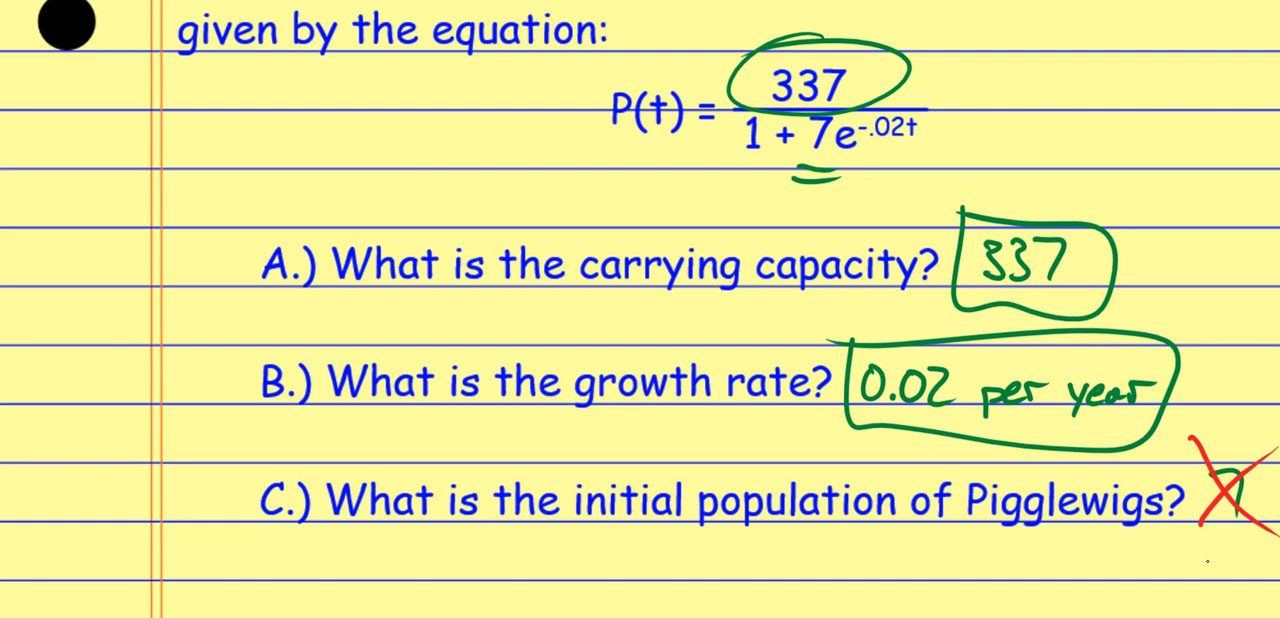 given by the equation:
P(t) = 337 / 1 + 7e^-.02t
A.) What is the carrying capacity? 337
B.) What is the growth rate? 0.02 per year
C.) What is the initial population of Pigglewigs? 7